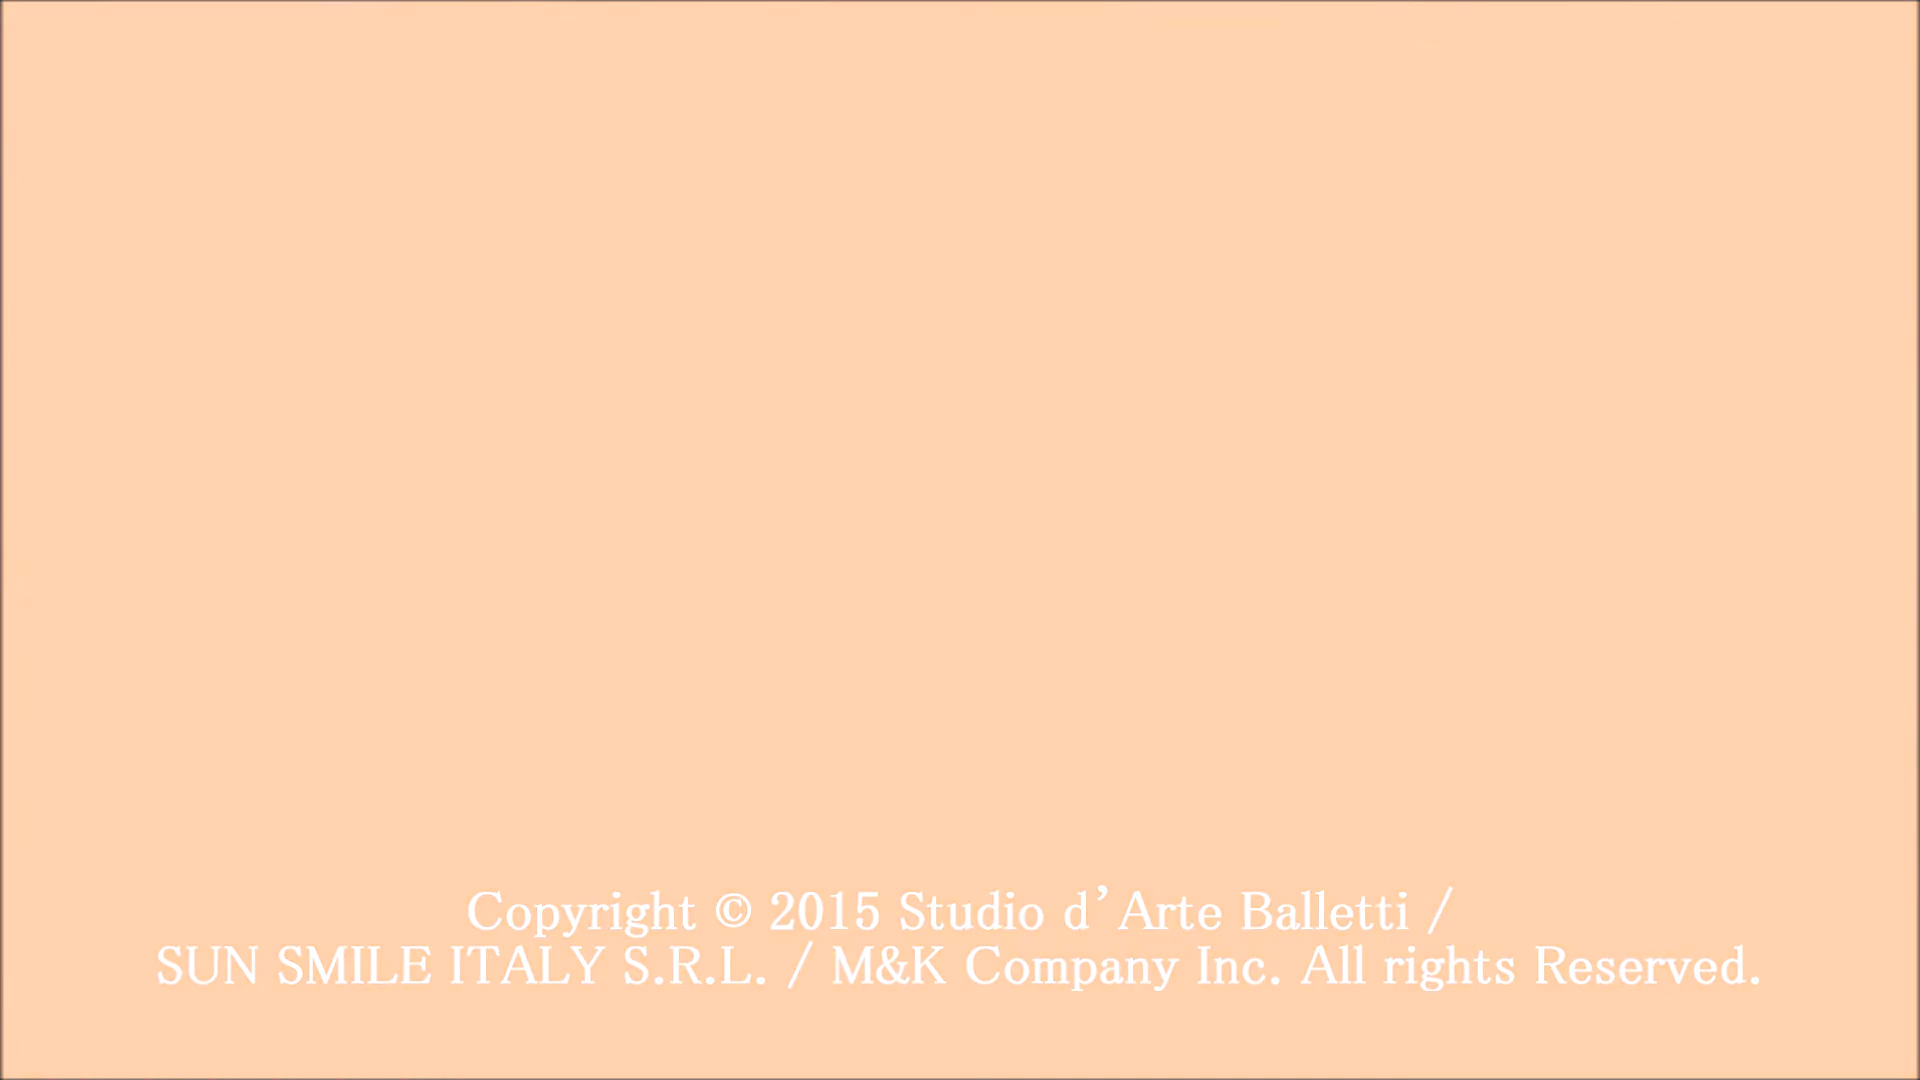 Copyright © 2015 Studio d’Arte Balletti /
SUN SMILE ITALY S.R.L. / M&K Company Inc. All rights Reserved.